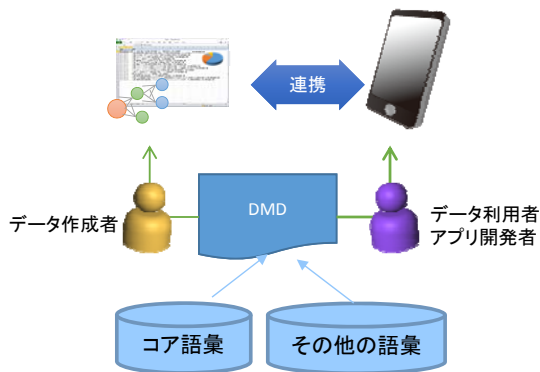 連携
データ作成者
DMD
データ利用者
アプリ開発者
コア語彙
その他の語彙